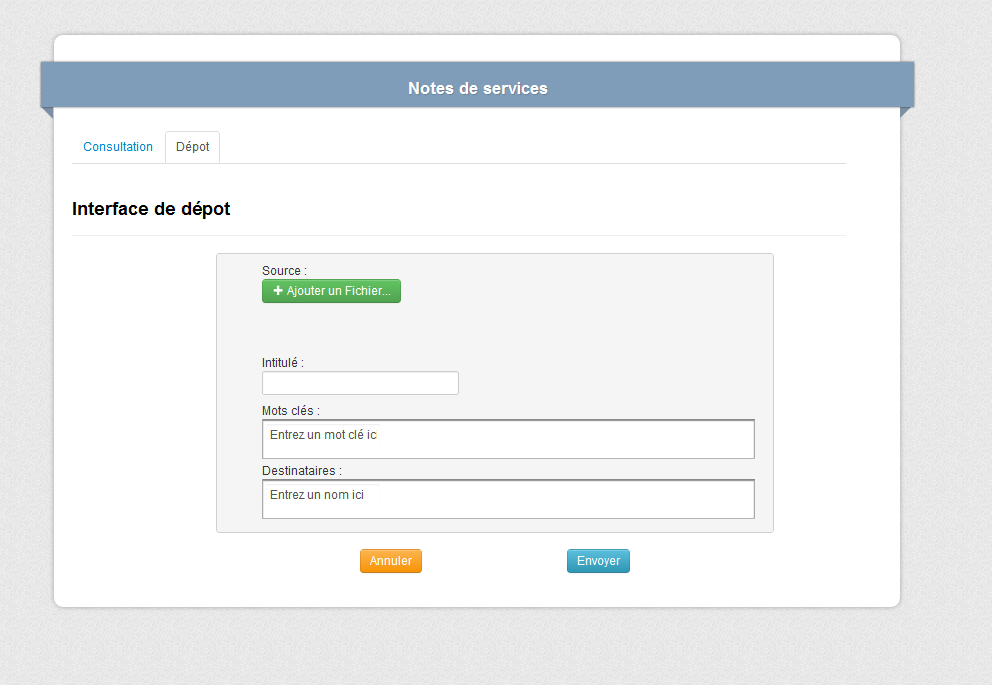 Notes de services
Consultation Dépot
Interface de dépot
Source :
+ Ajouter un Fichier...
Intitulé :
Mots clés :
Entrez un mot clé ic
Destinataires :
Entrez un nom ici
Annuler Envoyer